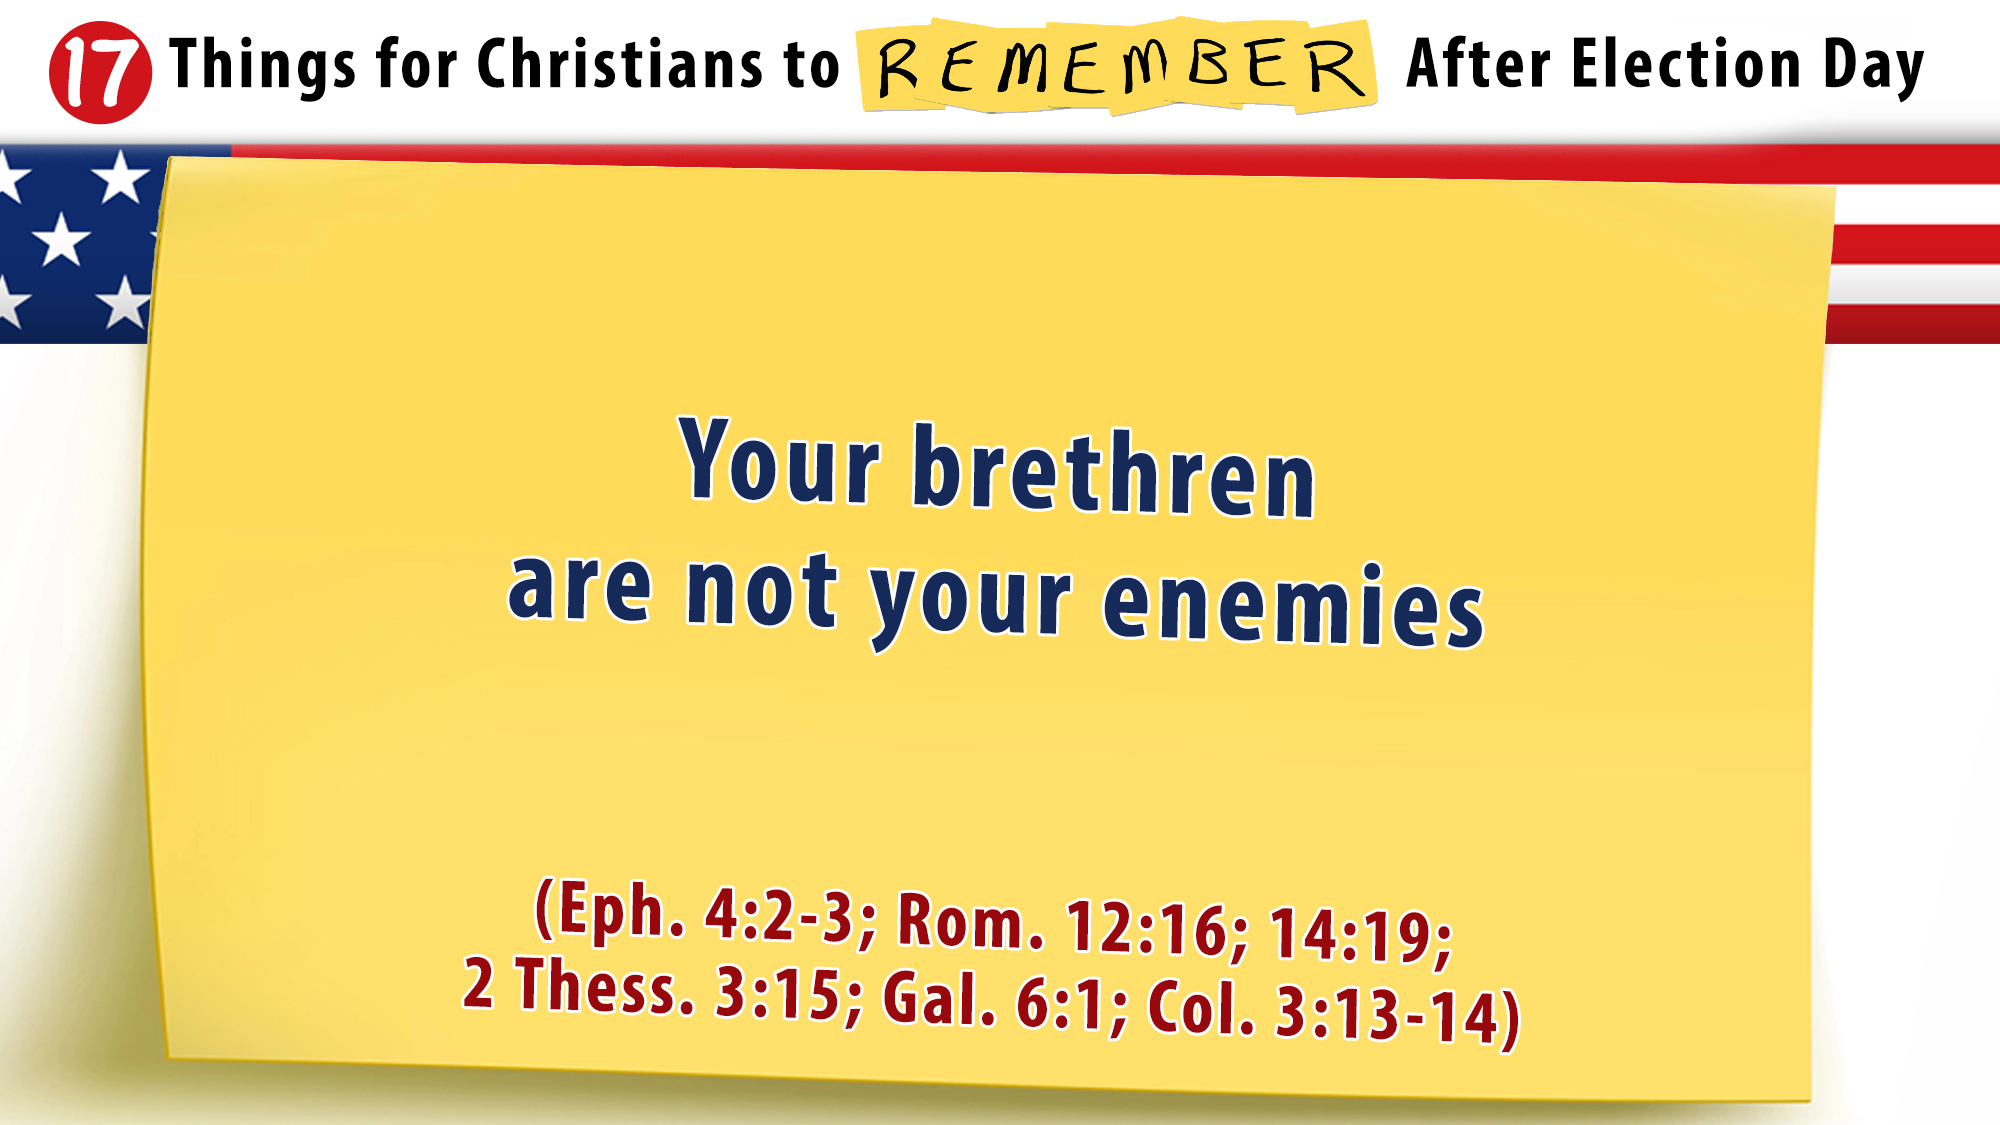 17 Things for Christians to REMEMBER After Election Day
Your brethren
are not your enemies
(Eph. 4:2-3; Rom. 12:16; 14:19;
2 Thess. 3:15; Gal. 6:1; Col. 3:13-14)